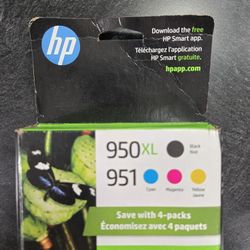 hp
Download the free
HP Smart app.
Téléchargez l'application
HP Smart gratuite.
hpapp.com
950XL
Black
Noir
951
Cyan
Magenta
Yellow
Jaune
Save with 4-packs
Économisez avec 4 paquets